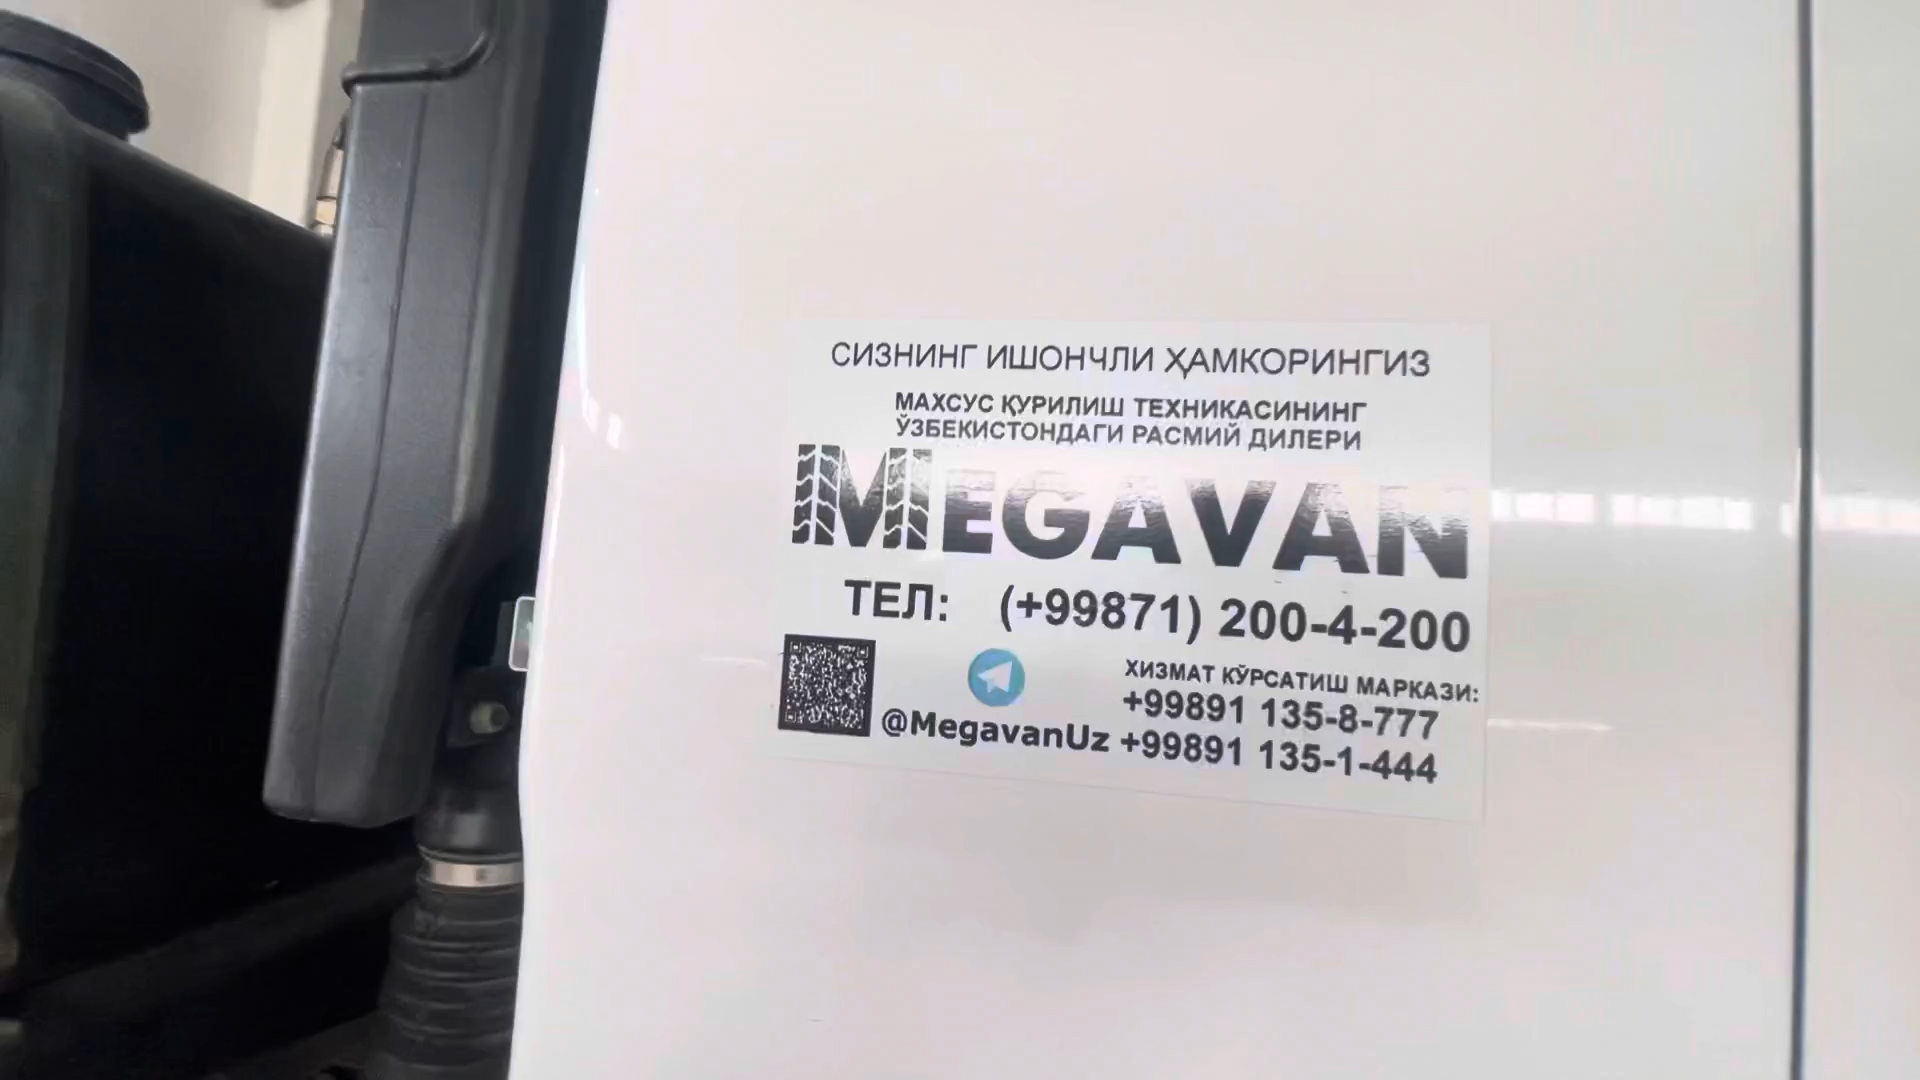 СИЗНИНГ ИШОНЧЛИ ҲАМКОРИНГИЗ
МАХСУС ҚУРИЛИШ ТЕХНИКАСИНИНГ
ЎЗБЕКИСТОНДАГИ РАСМИЙ ДИЛЕРИ
MEGAVAN
ТЕЛ: (+99871) 200-4-200
ХИЗМАТ КЎРСАТИШ МАРКАЗИ:
+99891 135-8-777
@MegavanUz +99891 135-1-444